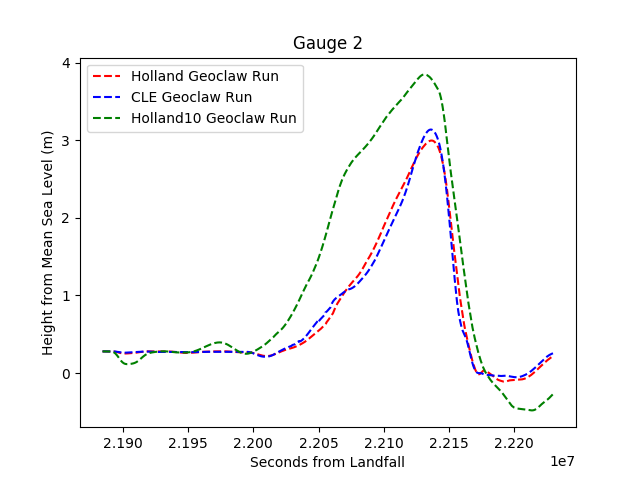 Gauge 2
Holland Geoclaw Run
CLE Geoclaw Run
Holland10 Geoclaw Run
Height from Mean Sea Level (m)
4
3
2
1
0
2.190 2.195 2.200 2.205 2.210 2.215 2.220
Seconds from Landfall
1e7